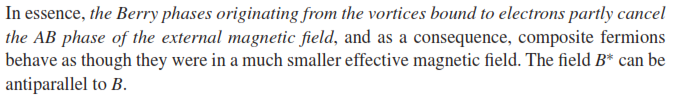 In essence, the Berry phases originating from the vortices bound to electrons partly cancel
the AB phase of the external magnetic field, and as a consequence, composite fermions
behave as though they were in a much smaller effective magnetic field. The field B* can be
antiparallel to B.